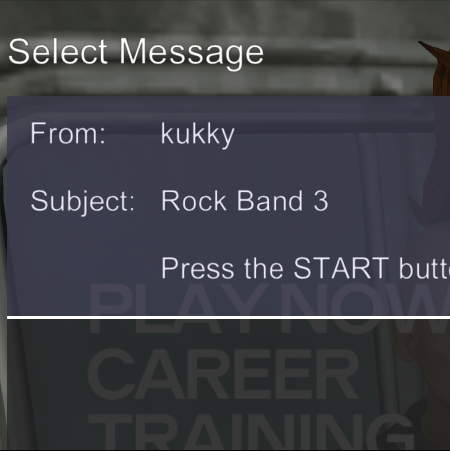 Select Message
From: kukky
Subject: Rock Band 3
Press the START butt
PLAY NOW
CAREER
TRAINING